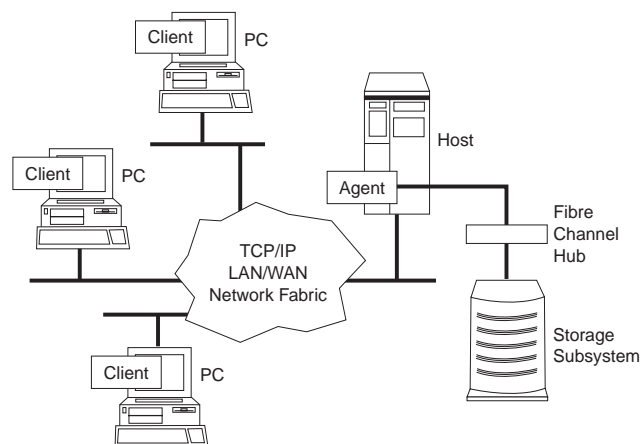 Client
PC
Client
PC
Host
Agent
TCP/IP
LAN/WAN
Network Fabric
Fibre
Channel
Hub
Storage
Subsystem
Client
PC